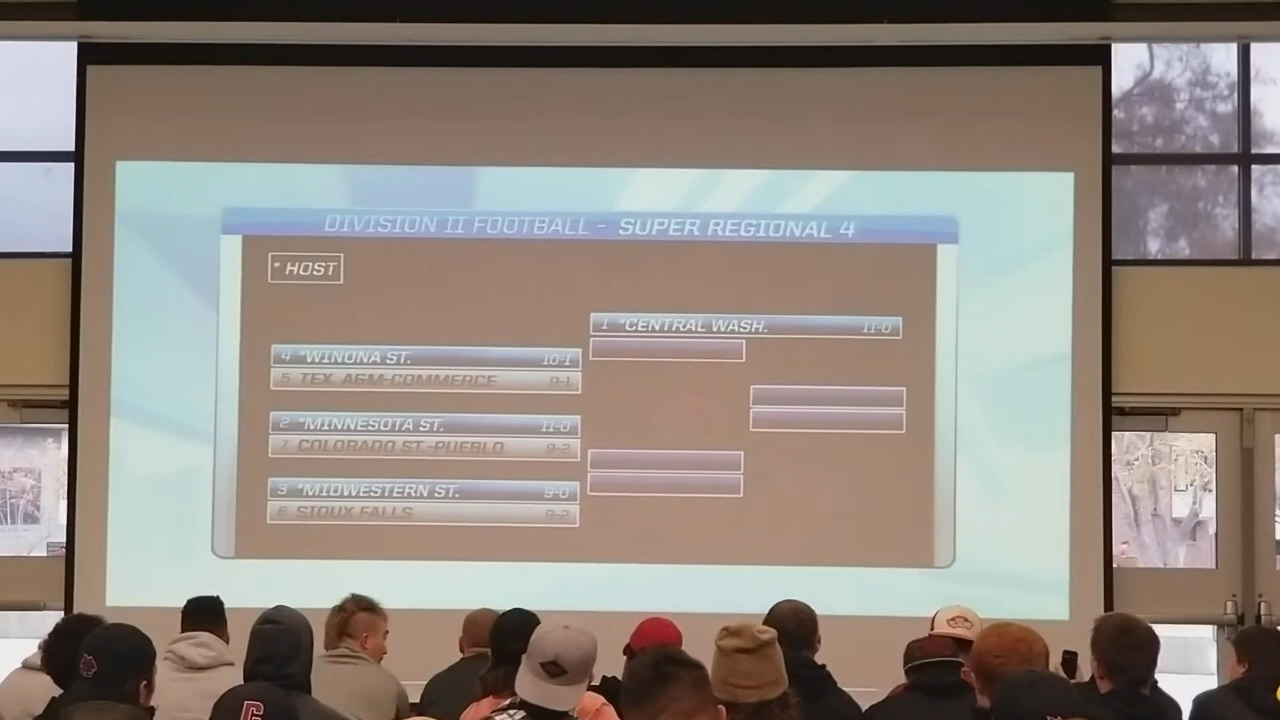 DIVISION II FOOTBALL - SUPER REGIONAL 4
* HOST
1 *CENTRAL WASH. 11-0
4 *WINONA ST. 10-1
5 TEX. A&M-COMMERCE 9-1
2 *MINNESOTA ST. 11-0
7 COLORADO ST.-PUEBLO 9-2
3 *MIDWESTERN ST. 9-0
6 SIOUX FALLS 9-2
C